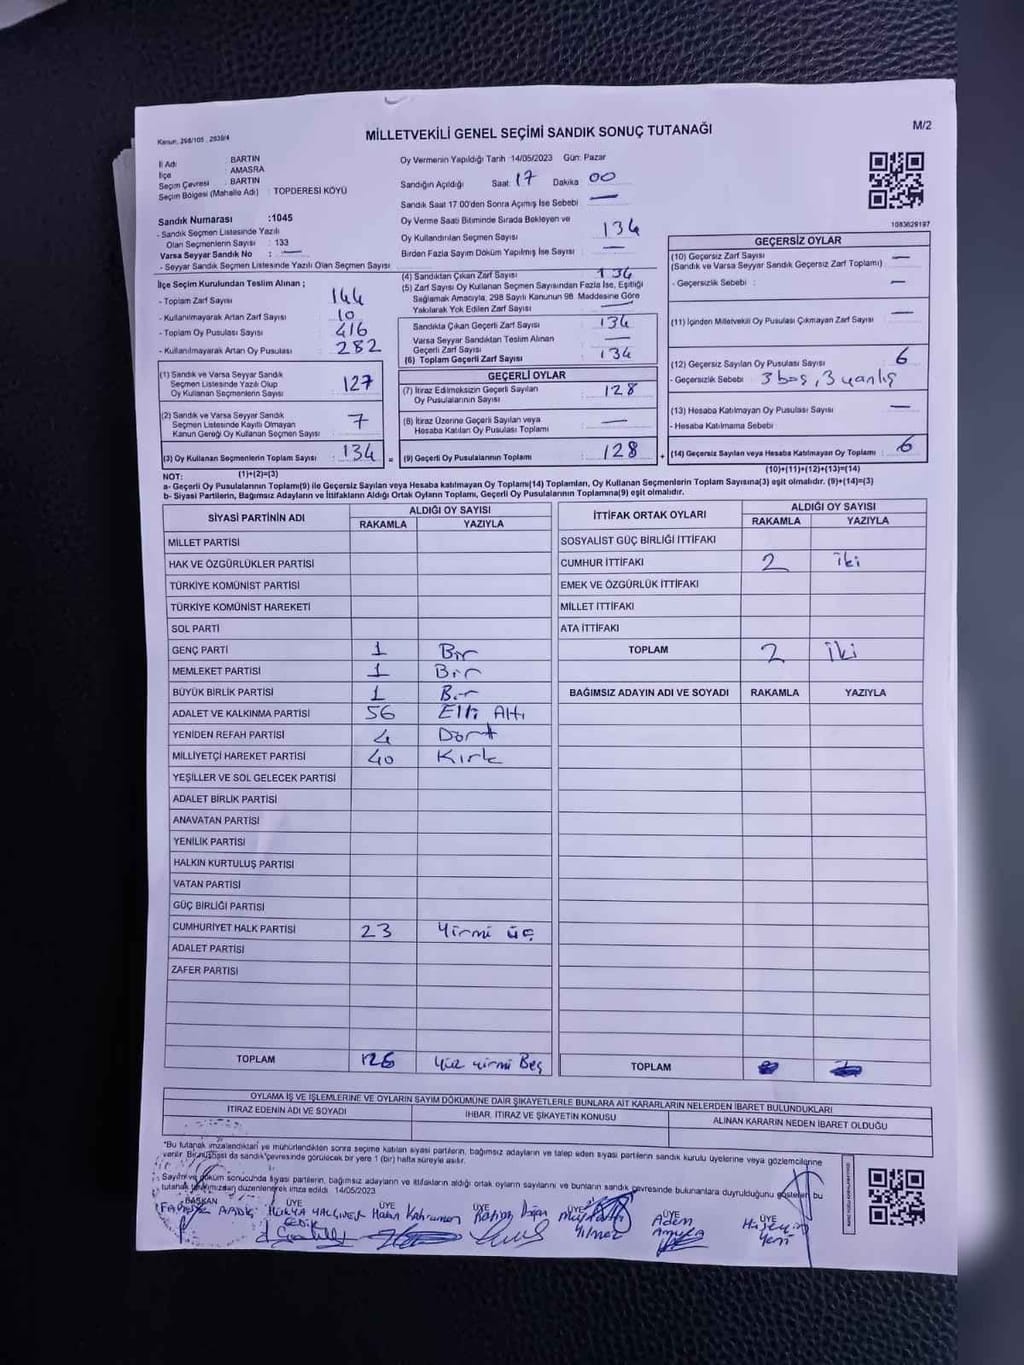 Kanun: 298/105 , 2839/4
MİLLETVEKİLİ GENEL SEÇİMİ SANDIK SONUÇ TUTANAĞI
M/2
İl Adı : BARTIN
İlçe AMASRA
Seçim Çevresi : BARTIN
Seçim Bölgesi (Mahalle Adı) : TOPDERESİ KÖYÜ
Sandık Numarası :1045
- Sandık Seçmen Listesinde Yazılı
Olan Seçmenlerin Sayısı : 133
Varsa Seyyar Sandık No : —
- Seyyar Sandık Seçmen Listesinde Yazılı Olan Seçmen Sayısı
Oy Vermenin Yapıldığı Tarih :14/05/2023 Gün: Pazar
Sandığın Açıldığı Saat: 17 Dakika 00
Sandık Saat 17.00'den Sonra Açılmış İse Sebebi —
Oy Verme Saati Bitiminde Sırada Bekleyen ve
Oy Kullandırılan Seçmen Sayısı 134
Birden Fazla Sayım Döküm Yapılmış İse Sayısı —
1083629197
İlçe Seçim Kurulundan Teslim Alınan ;
- Toplam Zarf Sayısı 144
- Kullanılmayarak Artan Zarf Sayısı 10
- Toplam Oy Pusulası Sayısı 416
- Kullanılmayarak Artan Oy Pusulası 282
(1) Sandık ve Varsa Seyyar Sandık
Seçmen Listesinde Yazılı Olup
Oy Kullanan Seçmenlerin Sayısı 127
(2) Sandık ve Varsa Seyyar Sandık
Seçmen Listesinde Kayıtlı Olmayan
Kanun Gereği Oy Kullanan Seçmen Sayısı 7
(3) Oy Kullanan Seçmenlerin Toplam Sayısı 134 =
(4) Sandıktan Çıkan Zarf Sayısı 134
(5) Zarf Sayısı Oy Kullanan Seçmen Sayısından Fazla İse, Eşitliği
Sağlamak Amacıyla, 298 Sayılı Kanunun 98. Maddesine Göre
Yakılarak Yok Edilen Zarf Sayısı —
Sandıkta Çıkan Geçerli Zarf Sayısı 134
Varsa Seyyar Sandıktan Teslim Alınan
Geçerli Zarf Sayısı —
(6) Toplam Geçerli Zarf Sayısı 134
GEÇERLİ OYLAR
(7) İtiraz Edilmeksizin Geçerli Sayılan
Oy Pusulalarının Sayısı 128
(8) İtiraz Üzerine Geçerli Sayılan veya
Hesaba Katılan Oy Pusulası Toplamı —
(9) Geçerli Oy Pusulalarının Toplamı 128 +
GEÇERSİZ OYLAR
(10) Geçersiz Zarf Sayısı —
(Sandık ve Varsa Seyyar Sandık Geçersiz Zarf Toplamı)
- Geçersizlik Sebebi : —
(11) İçinden Milletvekili Oy Pusulası Çıkmayan Zarf Sayısı —
(12) Geçersiz Sayılan Oy Pusulası Sayısı 6
- Geçersizlik Sebebi 3 boş, 3 yanlış
(13) Hesaba Katılmayan Oy Pusulası Sayısı —
- Hesaba Katılmama Sebebi
(14) Geçersiz Sayılan veya Hesaba Katılmayan Oy Toplamı 6
NOT: (1)+(2)=(3)
(10)+(11)+(12)+(13)=(14)
a- Geçerli Oy Pusulalarının Toplamı(9) ile Geçersiz Sayılan veya Hesaba katılmayan Oy Toplamı(14) Toplamları, Oy Kullanan Seçmenlerin Toplam Sayısına(3) eşit olmalıdır. (9)+(14)=(3)
b- Siyasi Partilerin, Bağımsız Adayların ve İttifakların Aldığı Ortak Oyların Toplamı, Geçerli Oy Pusulalarının Toplamına(9) eşit olmalıdır.
SİYASİ PARTİNİN ADI
ALDIĞI OY SAYISI
RAKAMLA YAZIYLA
MİLLET PARTİSİ
HAK VE ÖZGÜRLÜKLER PARTİSİ
TÜRKİYE KOMÜNİST PARTİSİ
TÜRKİYE KOMÜNİST HAREKETİ
SOL PARTİ
GENÇ PARTİ 1 Bir
MEMLEKET PARTİSİ 1 Bir
BÜYÜK BİRLİK PARTİSİ 1 Bir
ADALET VE KALKINMA PARTİSİ 56 Elli Altı
YENİDEN REFAH PARTİSİ 4 Dört
MİLLİYETÇİ HAREKET PARTİSİ 40 Kırk
YEŞİLLER VE SOL GELECEK PARTİSİ
ADALET BİRLİK PARTİSİ
ANAVATAN PARTİSİ
YENİLİK PARTİSİ
HALKIN KURTULUŞ PARTİSİ
VATAN PARTİSİ
GÜÇ BİRLİĞİ PARTİSİ
CUMHURİYET HALK PARTİSİ 23 Yirmi üç
ADALET PARTİSİ
ZAFER PARTİSİ
TOPLAM 126 Yüz yirmi Beş
İTTİFAK ORTAK OYLARI
ALDIĞI OY SAYISI
RAKAMLA YAZIYLA
SOSYALİST GÜÇ BİRLİĞİ İTTİFAKI
CUMHUR İTTİFAKI 2 iki
EMEK VE ÖZGÜRLÜK İTTİFAKI
MİLLET İTTİFAKI
ATA İTTİFAKI
TOPLAM 2 iki
BAĞIMSIZ ADAYIN ADI VE SOYADI RAKAMLA YAZIYLA
TOPLAM
OYLAMA İŞ VE İŞLEMLERİNE VE OYLARIN SAYIM DÖKÜMÜNE DAİR ŞİKAYETLERLE BUNLARA AİT KARARLARIN NELERDEN İBARET BULUNDUKLARI
İTİRAZ EDENİN ADI VE SOYADI
İHBAR, İTİRAZ VE ŞİKAYETİN KONUSU
ALINAN KARARIN NEDEN İBARET OLDUĞU
*Bu tutanak imzalandıktan ve mühürlendikten sonra seçime katılan siyasi partilerin, bağımsız adayların ve talep eden siyasi partilerin sandık kurulu üyelerine veya gözlemcilerine
verilir. Bir nüshası da sandık çevresinde görülecek bir yere 1 (bir) hafta süreyle asılır.
Sayım ve döküm sonucunda siyasi partilerin, bağımsız adayların ve ittifakların aldığı ortak oyların sayılarını ve bunların sandık çevresinde bulunanlara duyrulduğunu gösteren bu
tutanak tarafımızdan düzenlenerek imza edildi. 14/05/2023
BAŞKAN ÜYE ÜYE ÜYE ÜYE ÜYE ÜYE
Hakan Kahraman
Yılmaz
Adem
Hüseyin
Yeni